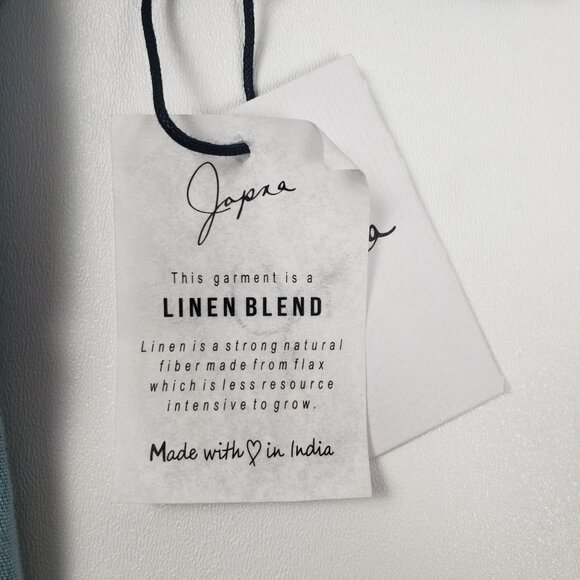 Japna
This garment is a
LINEN BLEND
Linen is a strong natural
fiber made from flax
which is less resource
intensive to grow.
Made with ♡ in India
a